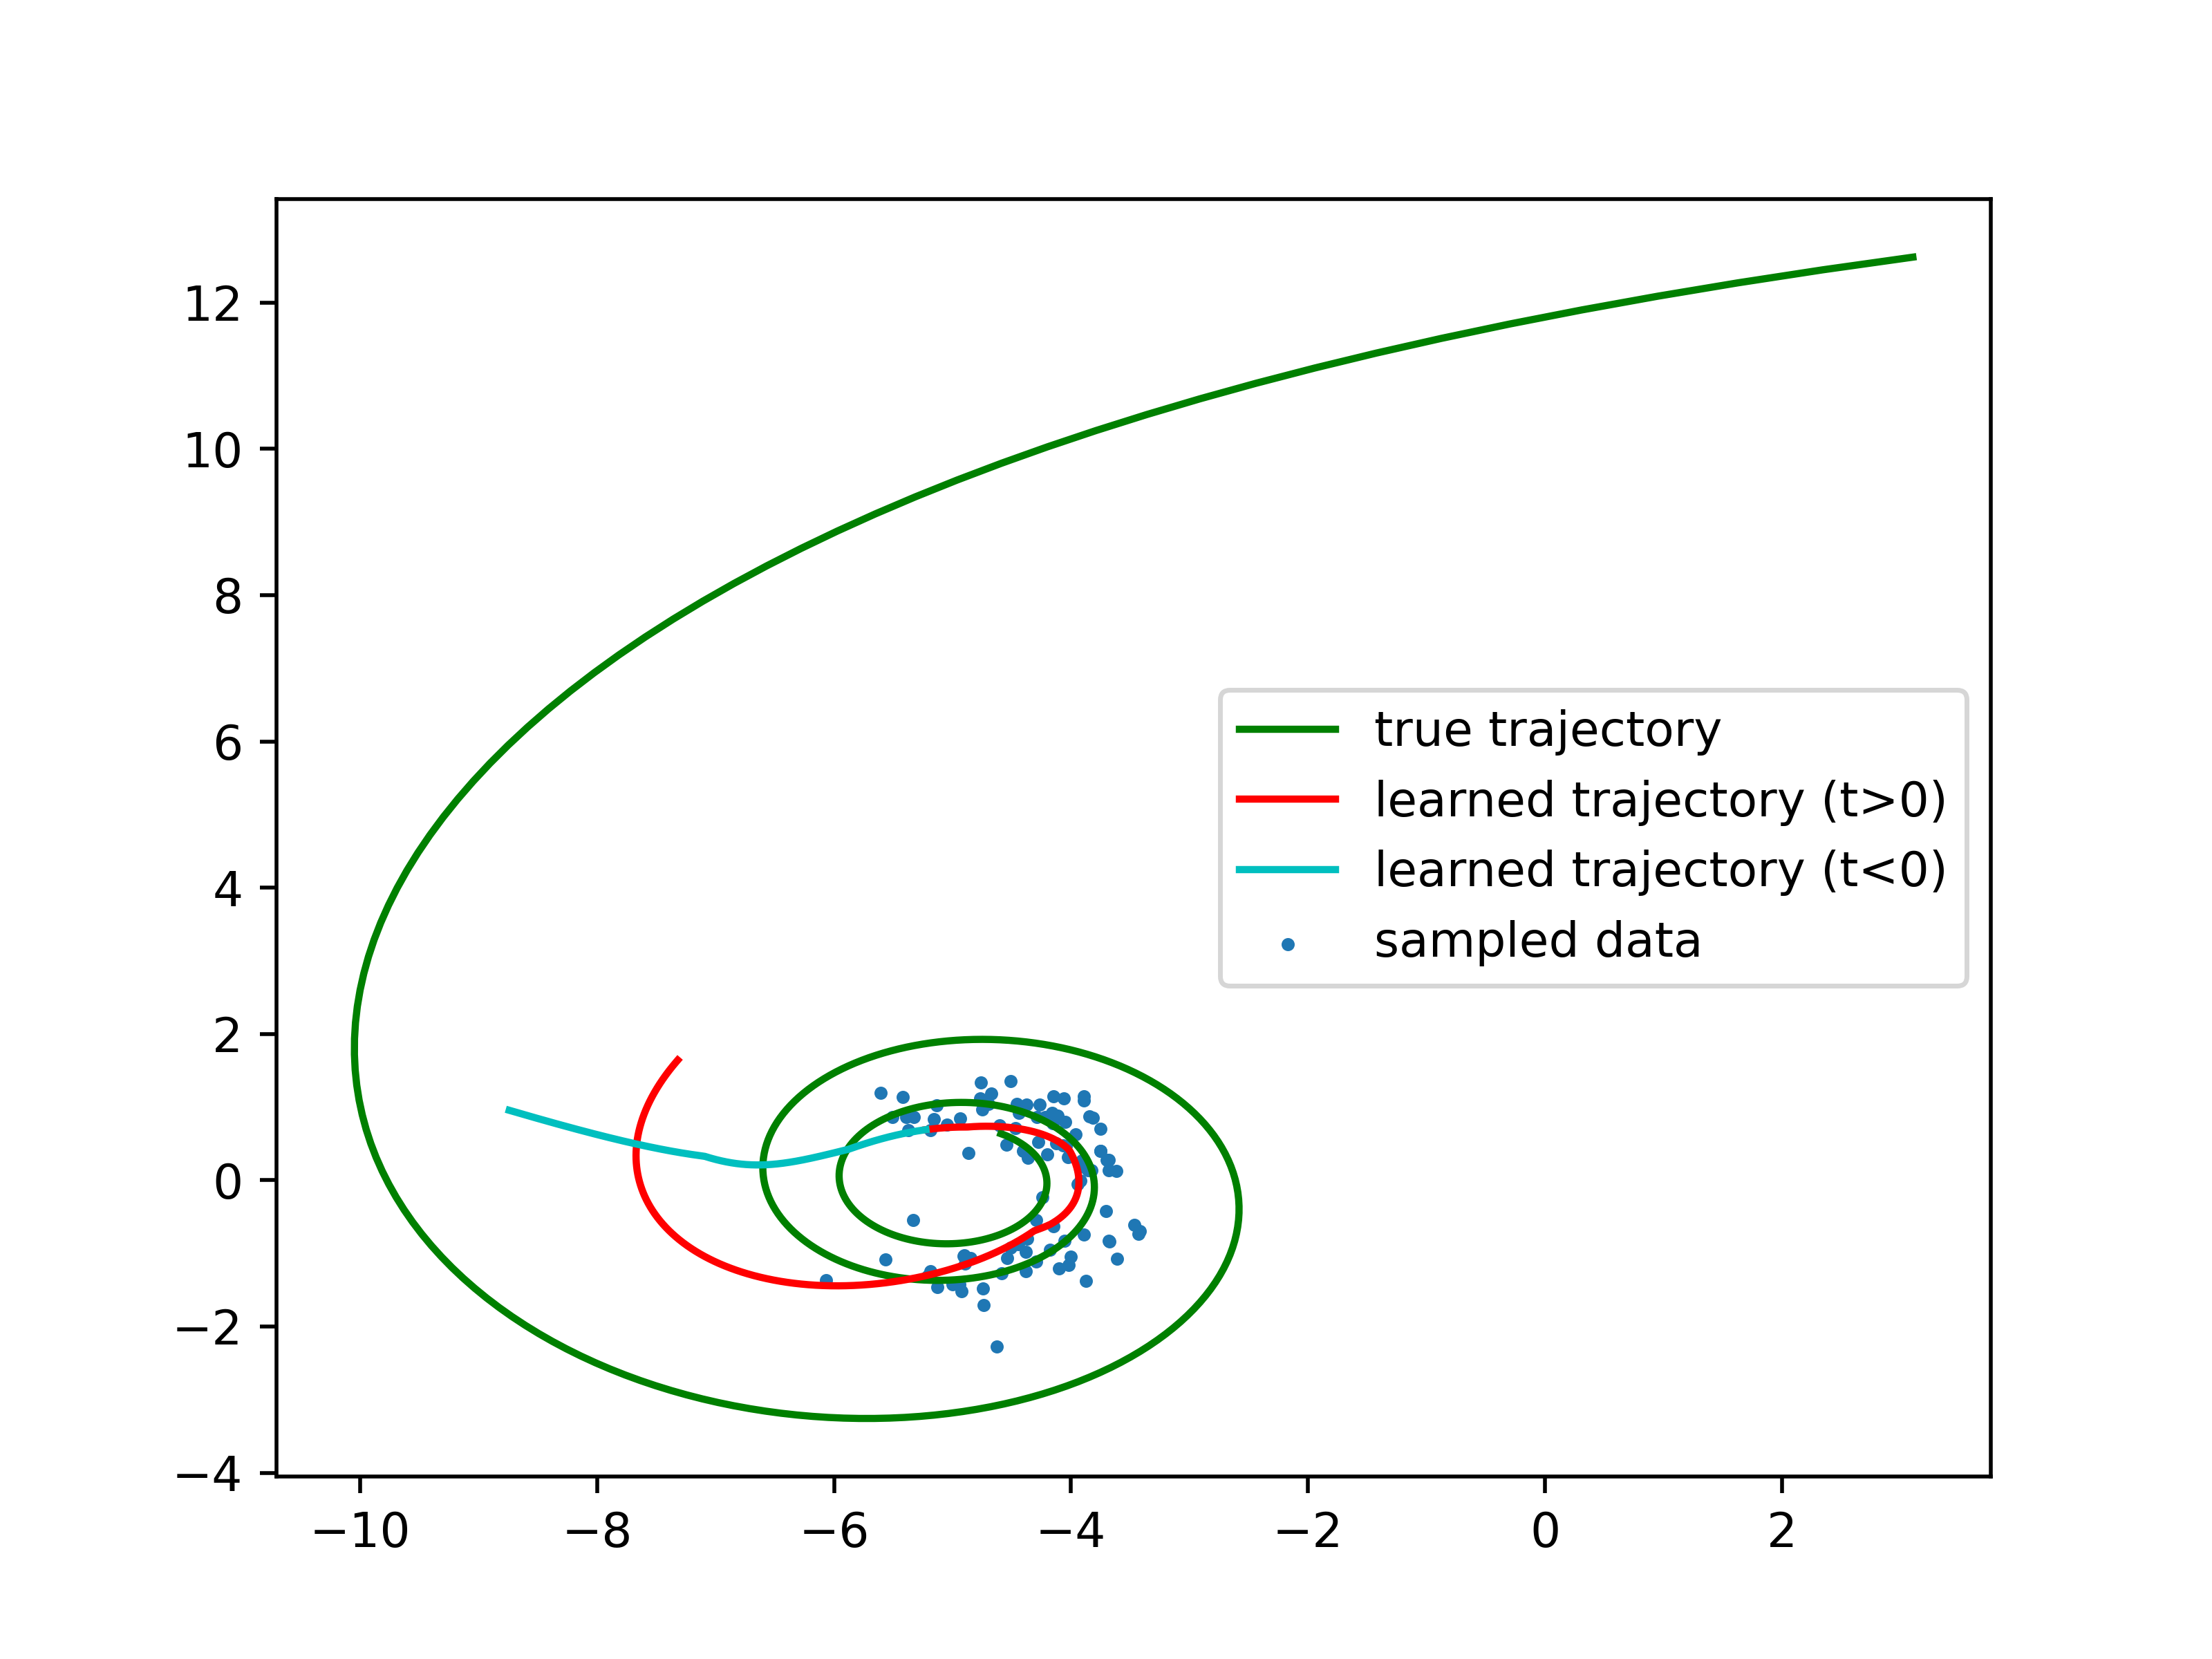 12
10
8
6
4
2
0
−2
−4
true trajectory
learned trajectory (t>0)
learned trajectory (t<0)
sampled data
−10 −8 −6 −4 −2 0 2